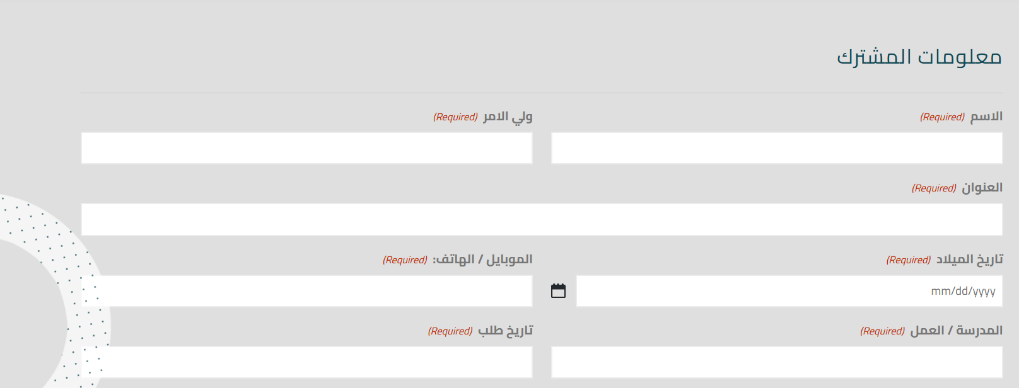 معلومات المشترك
الاسم (Required)
ولي الامر (Required)
العنوان (Required)
تاريخ الميلاد (Required)
الموبايل / الهاتف: (Required)
mm/dd/yyyy
المدرسة / العمل (Required)
تاريخ طلب (Required)